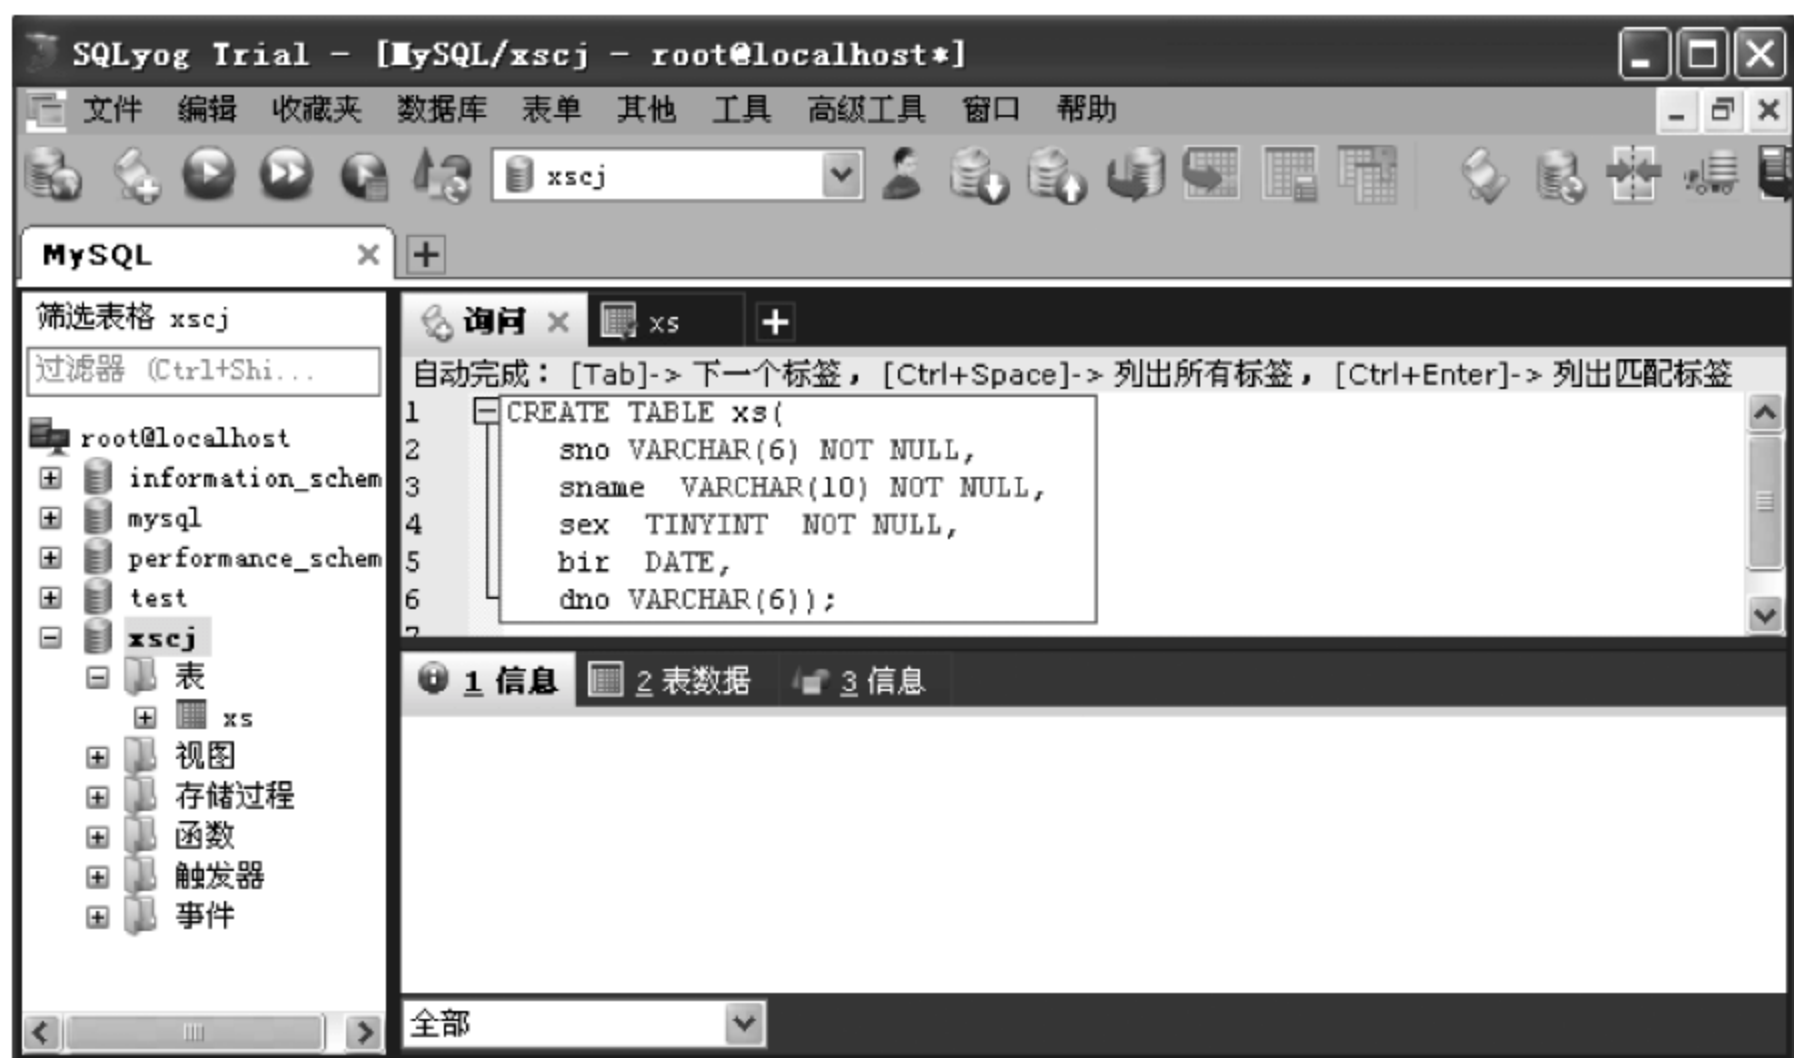 SQLyog Trial - [MySQL/xscj - root@localhost*]
文件 编辑 收藏夹 数据库 表单 其他 工具 高级工具 窗口 帮助
xscj
MySQL
筛选表格 xscj
过滤器 (Ctrl+Shi...
root@localhost
information_schem
mysql
performance_schem
test
xscj
表
xs
视图
存储过程
函数
触发器
事件
询问 xs
自动完成： [Tab]-> 下一个标签， [Ctrl+Space]-> 列出所有标签， [Ctrl+Enter]-> 列出匹配标签
1 CREATE TABLE xs(
2 sno VARCHAR(6) NOT NULL,
3 sname VARCHAR(10) NOT NULL,
4 sex TINYINT NOT NULL,
5 bir DATE,
6 dno VARCHAR(6));
7
1 信息 2 表数据 3 信息
全部